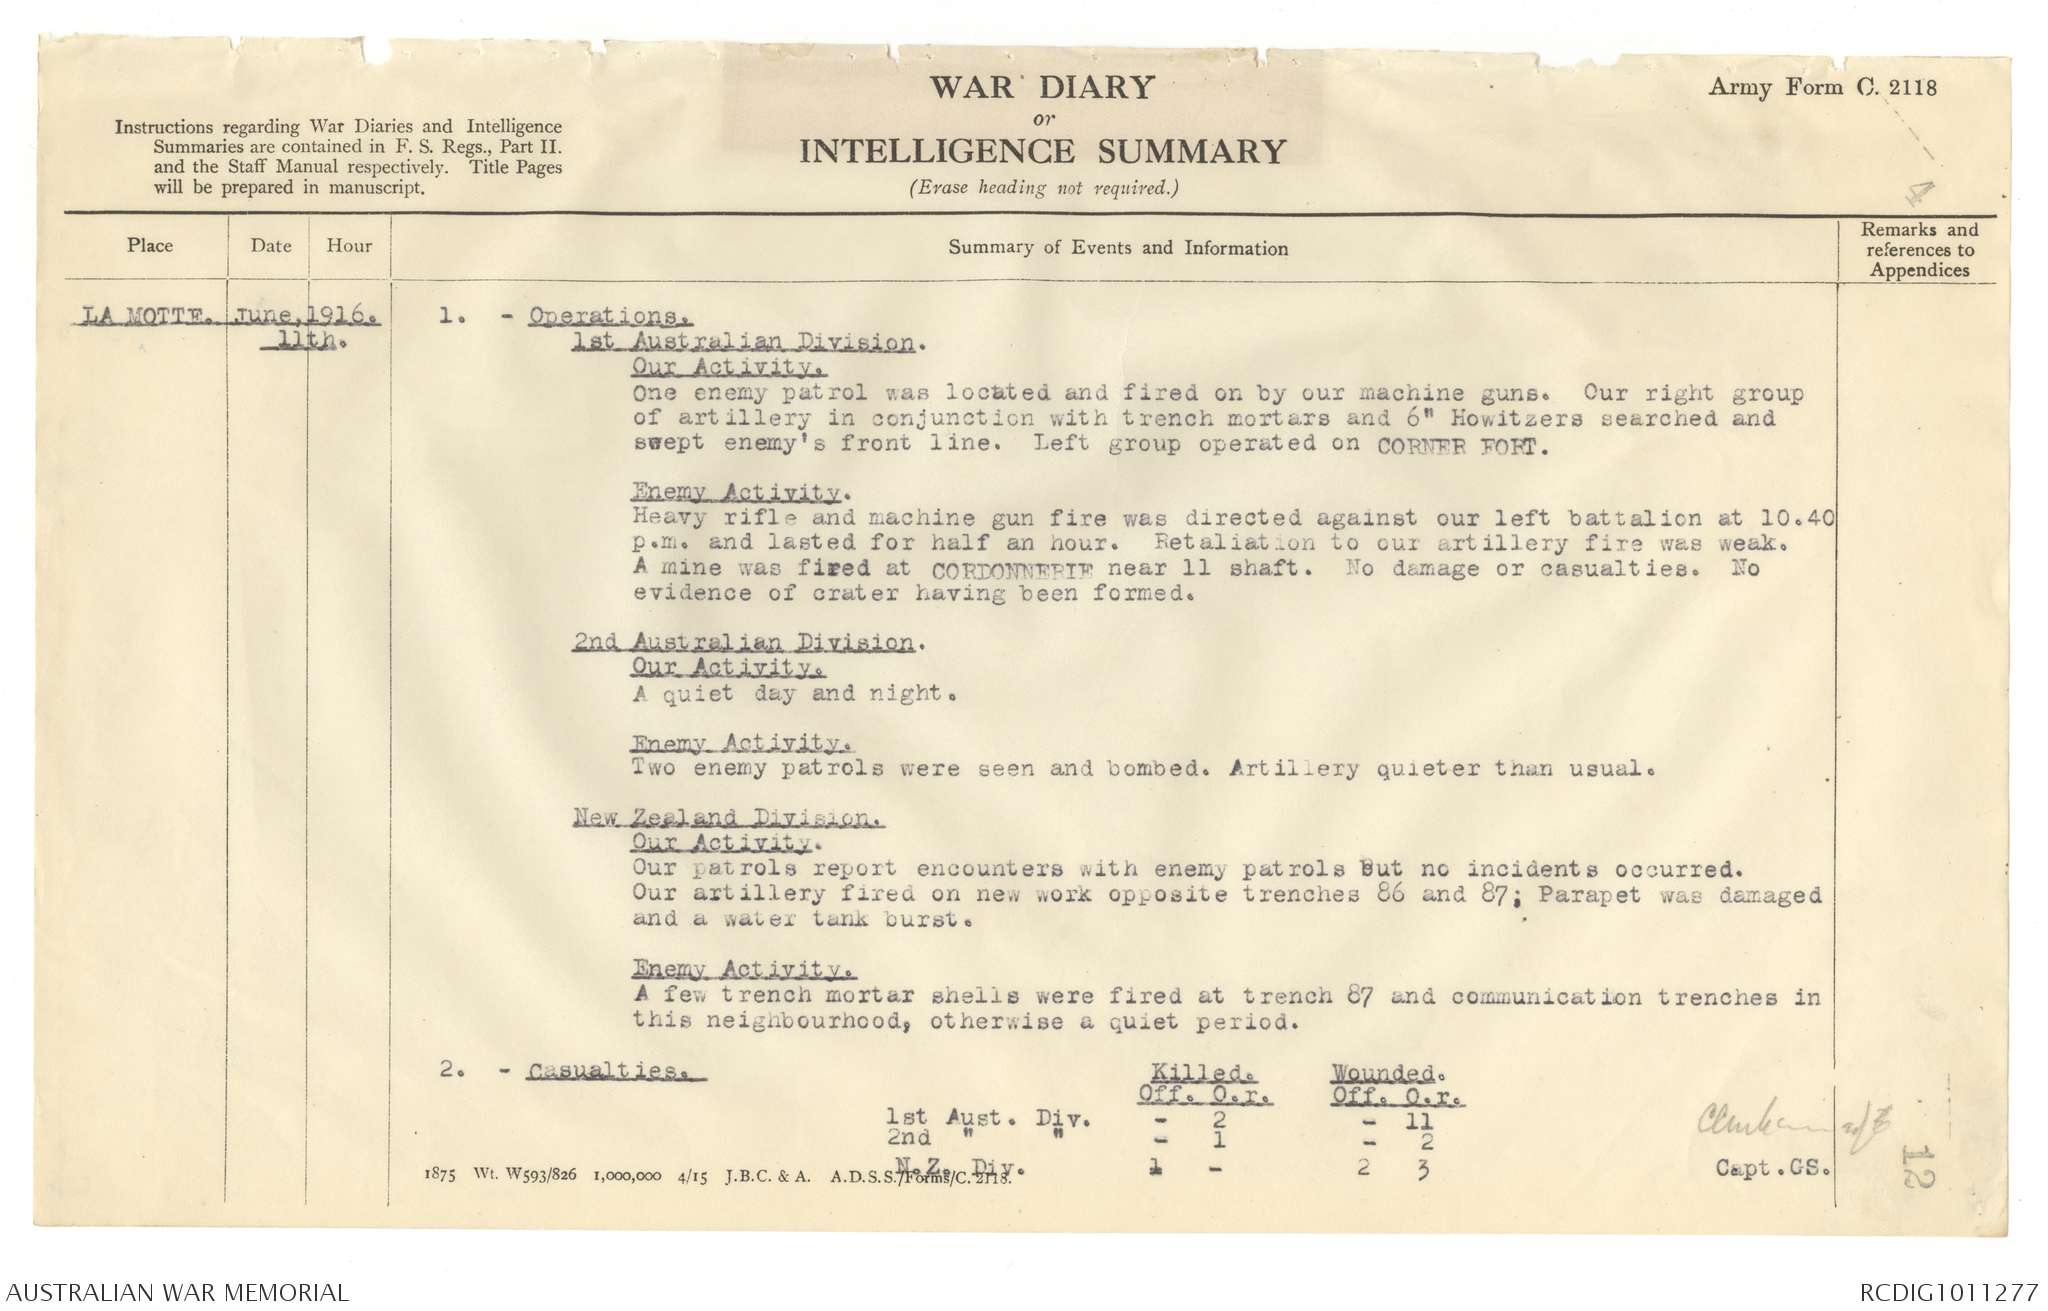 WAR DIARY
or
INTELLIGENCE SUMMARY
(Erase heading not required.)
Army Form C. 2118
Instructions regarding War Diaries and Intelligence
Summaries are contained in F. S. Regs., Part II.
and the Staff Manual respectively. Title Pages
will be prepared in manuscript.
Place Date Hour Summary of Events and Information Remarks and
references to
Appendices
LA MOTTE. June, 1916.
11th.
1. - Operations.
1st Australian Division.
Our Activity.
One enemy patrol was located and fired on by our machine guns. Our right group
of artillery in conjunction with trench mortars and 6" Howitzers searched and
swept enemy's front line. Left group operated on CORNER FORT.
Enemy Activity.
Heavy rifle and machine gun fire was directed against our left battalion at 10.40
p.m. and lasted for half an hour. Retaliation to our artillery fire was weak.
A mine was fired at CORDONNERIE near 11 shaft. No damage or casualties. No
evidence of crater having been formed.
2nd Australian Division.
Our Activity.
A quiet day and night.
Enemy Activity.
Two enemy patrols were seen and bombed. Artillery quieter than usual.
New Zealand Division.
Our Activity.
Our patrols report encounters with enemy patrols but no incidents occurred.
Our artillery fired on new work opposite trenches 86 and 87; Parapet was damaged
and a water tank burst.
Enemy Activity.
A few trench mortar shells were fired at trench 87 and communication trenches in
this neighbourhood, otherwise a quiet period.
2. - Casualties. Killed. Wounded.
Off. O.r. Off. O.r.
1st Aust. Div. - 2 - 11
2nd " " - 1 - 2
N.Z. Div. 1 - 2 3
Capt.GS.
12
1875 Wt. W593/826 1,000,000 4/15 J.B.C. & A. A.D.S.S./Forms/C. 2118.
AUSTRALIAN WAR MEMORIAL
RCDIG1011277